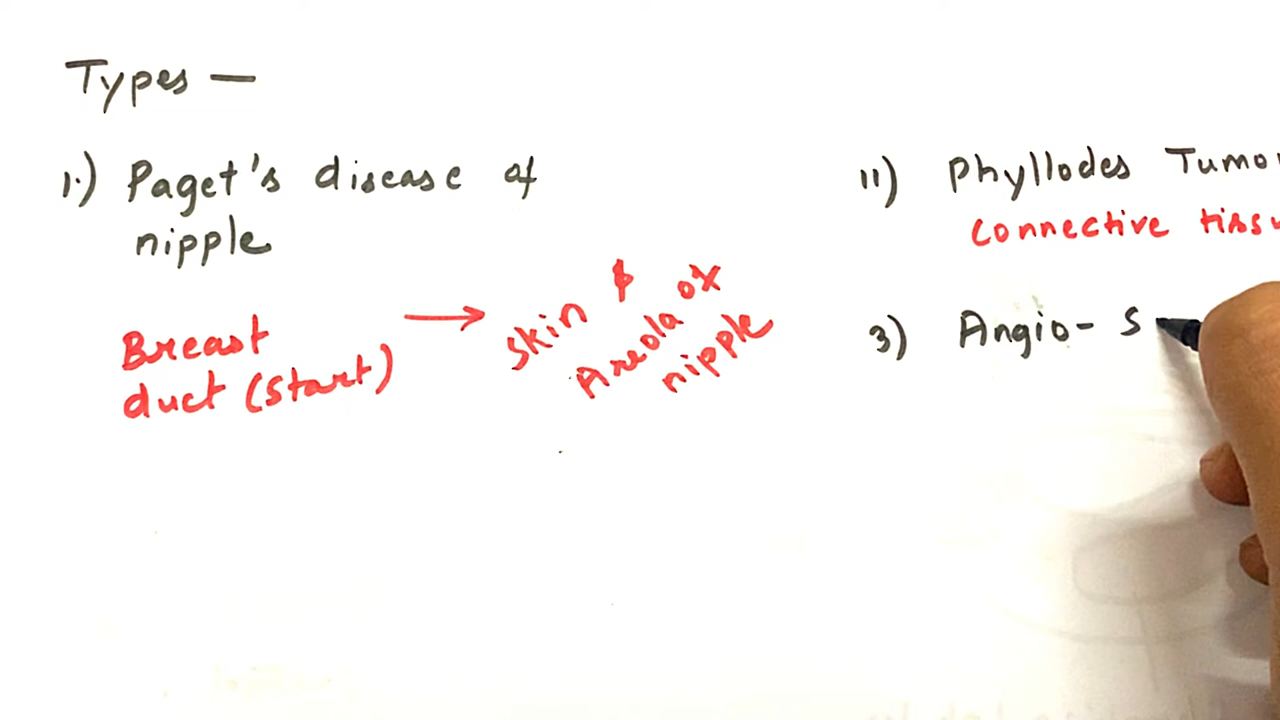 Types —
1.) Paget's disease of
nipple
Breast
duct (start) →
Skin &
Areola or
nipple
11) Phyllodes Tumo
connective tissu
3) Angio- S